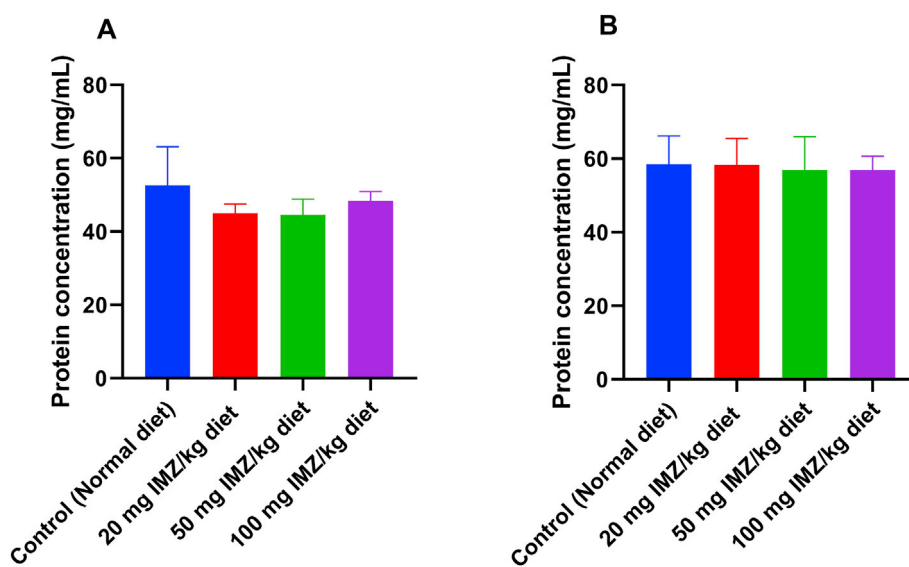 A
Protein concentration (mg/mL)
80
60
40
20
0
Control (Normal diet)
20 mg IMZ/kg diet
50 mg IMZ/kg diet
100 mg IMZ/kg diet
B
Protein concentration (mg/mL)
80
60
40
20
0
Control (Normal diet)
20 mg IMZ/kg diet
50 mg IMZ/kg diet
100 mg IMZ/kg diet